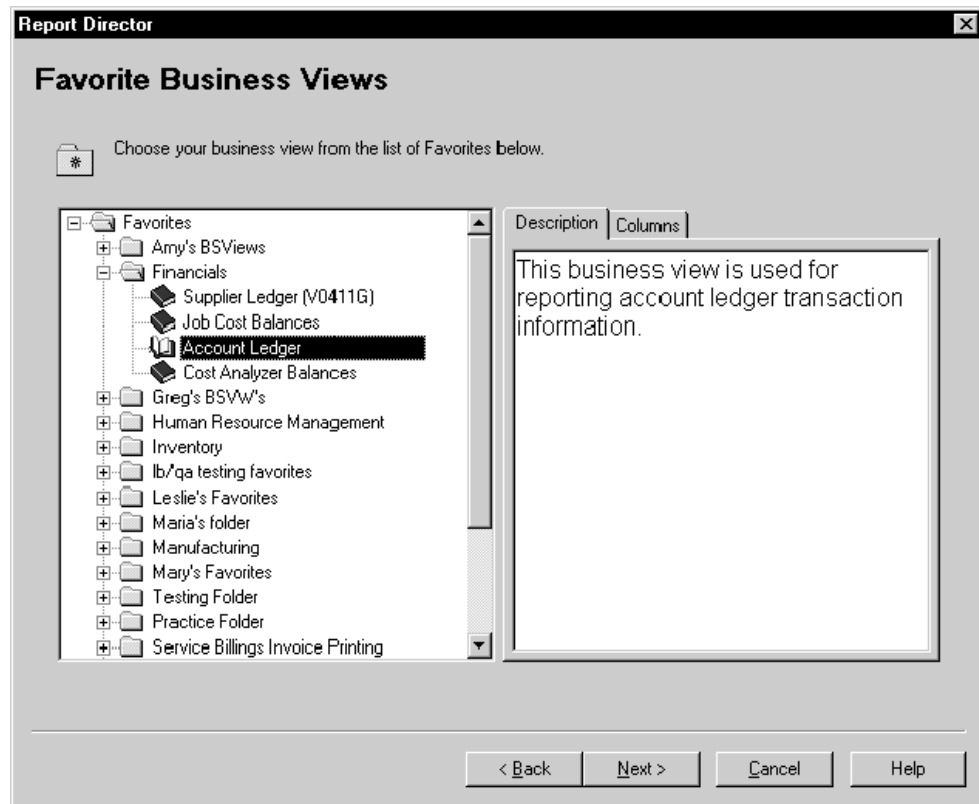 Report Director
Favorite Business Views
Choose your business view from the list of Favorites below.
Favorites
Amy's BSViews
Financials
Supplier Ledger (V0411G)
Job Cost Balances
Account Ledger
Cost Analyzer Balances
Greg's BSVW's
Human Resource Management
Inventory
lb/qa testing favorites
Leslie's Favorites
Maria's folder
Manufacturing
Mary's Favorites
Testing Folder
Practice Folder
Service Billings Invoice Printing
Description Columns
This business view is used for
reporting account ledger transaction
information.
< Back Next > Cancel Help